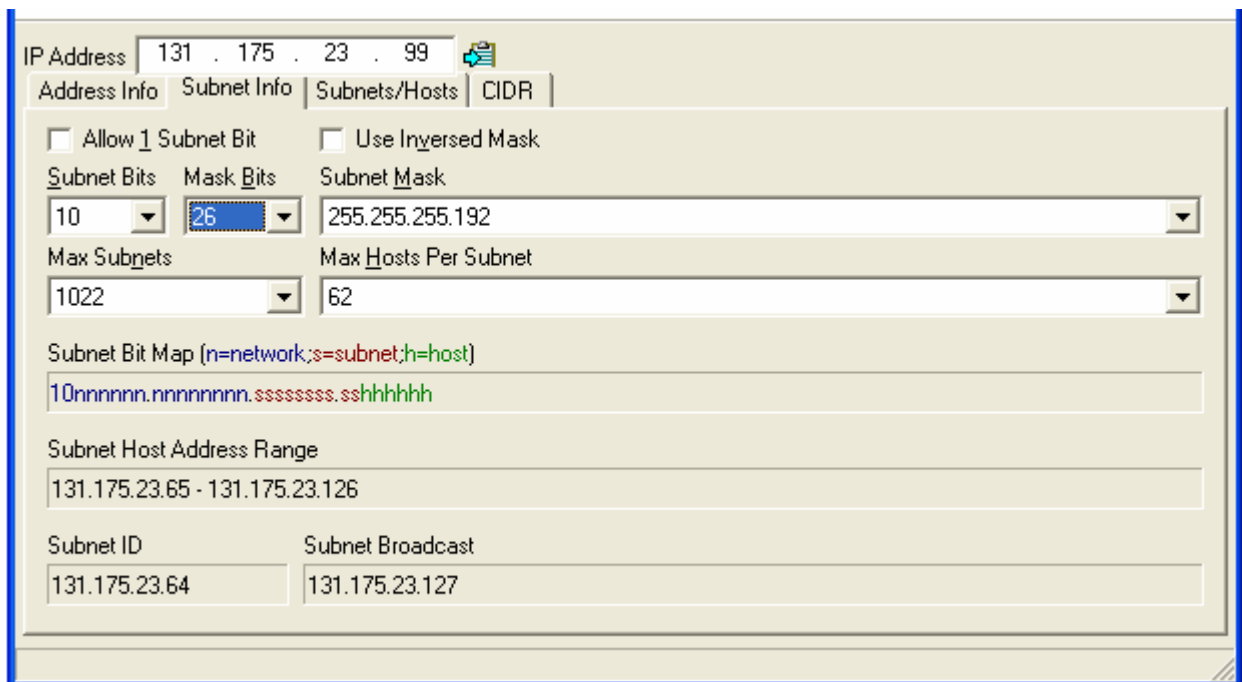 IP Address 131 . 175 . 23 . 99
Address Info Subnet Info Subnets/Hosts CIDR
Allow 1 Subnet Bit Use Inversed Mask
Subnet Bits Mask Bits Subnet Mask
10 26 255.255.255.192
Max Subnets Max Hosts Per Subnet
1022 62
Subnet Bit Map (n=network;s=subnet;h=host)
10nnnnnn.nnnnnnnn.ssssssss.sshhhhhh
Subnet Host Address Range
131.175.23.65 - 131.175.23.126
Subnet ID Subnet Broadcast
131.175.23.64 131.175.23.127